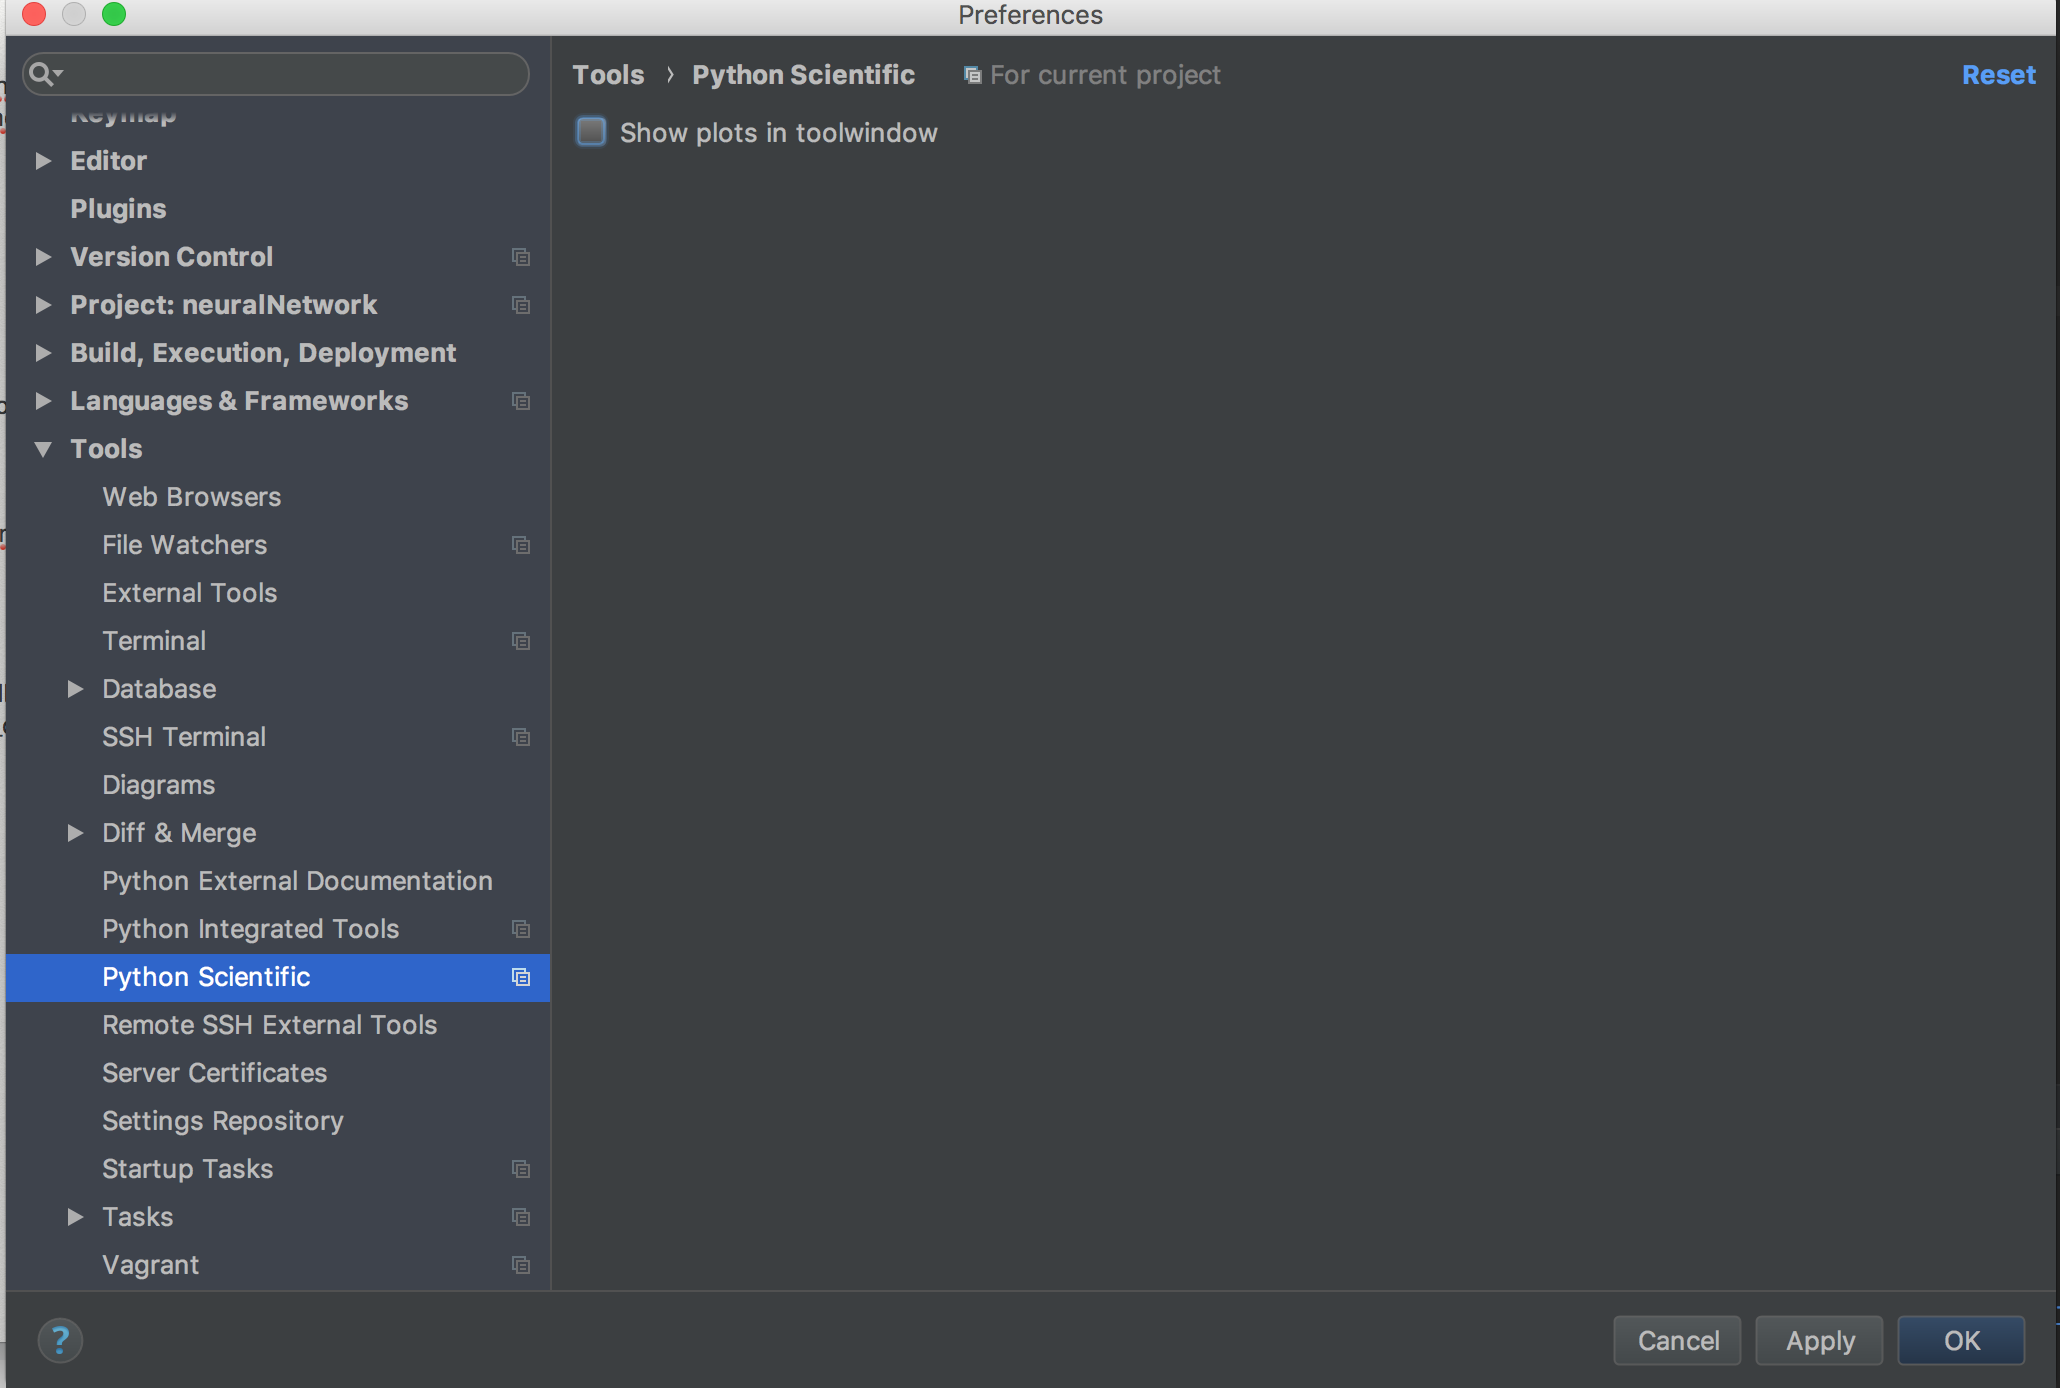 Preferences
Tools › Python Scientific For current project Reset
Show plots in toolwindow
Keymap
Editor
Plugins
Version Control
Project: neuralNetwork
Build, Execution, Deployment
Languages & Frameworks
Tools
Web Browsers
File Watchers
External Tools
Terminal
Database
SSH Terminal
Diagrams
Diff & Merge
Python External Documentation
Python Integrated Tools
Python Scientific
Remote SSH External Tools
Server Certificates
Settings Repository
Startup Tasks
Tasks
Vagrant
?
Cancel Apply OK